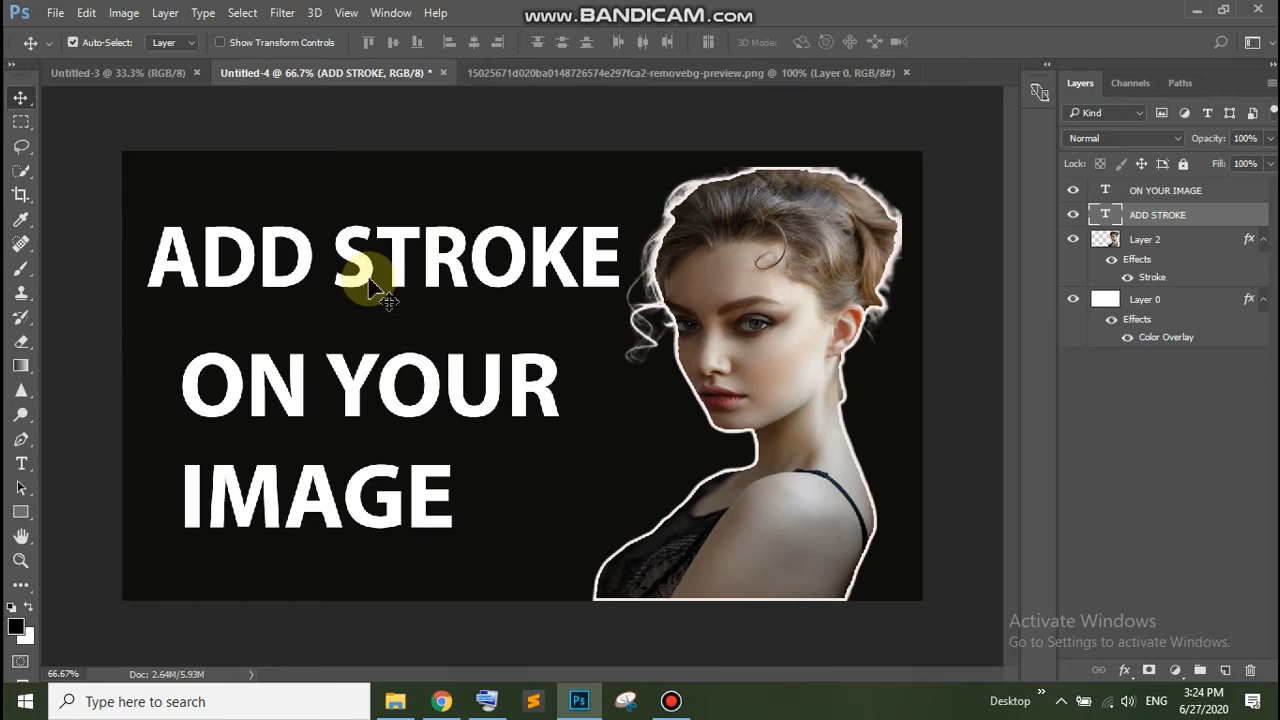 Ps File Edit Image Layer Type Select Filter 3D View Window Help
www.BANDICAM.com
Auto-Select: Layer Show Transform Controls 3D Mode:
Untitled-3 @ 33.3% (RGB/8) × Untitled-4 @ 66.7% (ADD STROKE, RGB/8) * × 15025671d020ba0148726574e297fca2-removebg-preview.png @ 100% (Layer 0, RGB/8#) ×
Layers Channels Paths
Kind
Normal Opacity: 100%
Lock: Fill: 100%
T ON YOUR IMAGE
T ADD STROKE
Layer 2 fx
Effects
Stroke
Layer 0 fx
Effects
Color Overlay
ADD STROKE
ON YOUR
IMAGE
Activate Windows
Go to Settings to activate Windows.
66.67% Doc: 2.64M/5.93M
Type here to search
Desktop
ENG
3:24 PM
6/27/2020